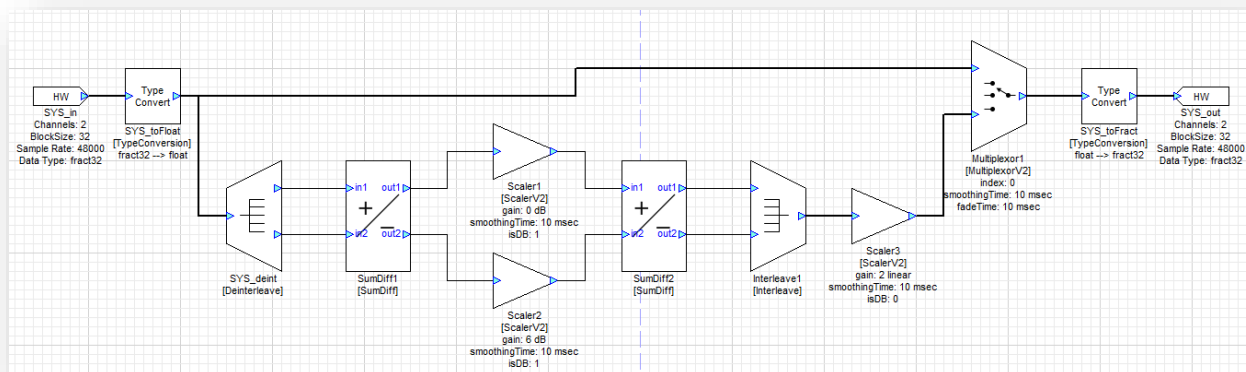 HW
SYS_in
Channels: 2
BlockSize: 32
Sample Rate: 48000
Data Type: fract32
Type
Convert
SYS_toFloat
[TypeConversion]
fract32 --> float
SYS_deint
[Deinterleave]
in1
out1
in2
out2
+
−
SumDiff1
[SumDiff]
Scaler1
[ScalerV2]
gain: 0 dB
smoothingTime: 10 msec
isDB: 1
Scaler2
[ScalerV2]
gain: 6 dB
smoothingTime: 10 msec
isDB: 1
in1
out1
in2
out2
+
−
SumDiff2
[SumDiff]
Interleave1
[Interleave]
Scaler3
[ScalerV2]
gain: 2 linear
smoothingTime: 10 msec
isDB: 0
Multiplexor1
[MultiplexorV2]
index: 0
smoothingTime: 10 msec
fadeTime: 10 msec
Type
Convert
SYS_toFract
[TypeConversion]
float --> fract32
HW
SYS_out
Channels: 2
BlockSize: 32
Sample Rate: 48000
Data Type: fract32